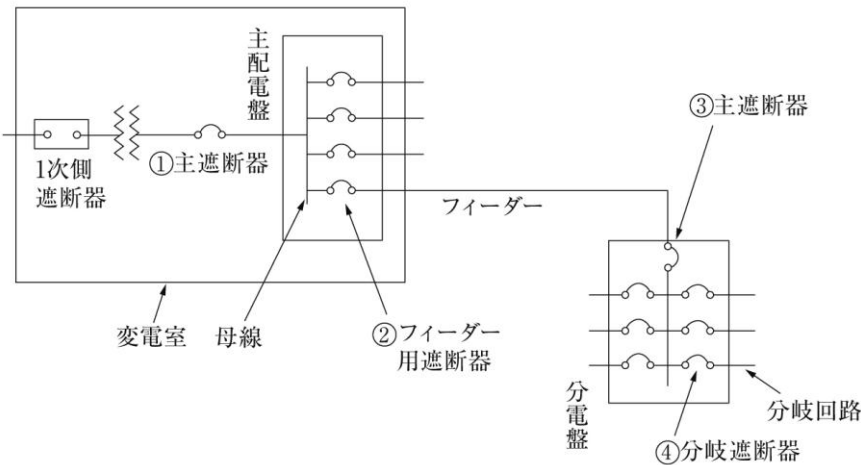 主配電盤
③主遮断器
①主遮断器
1次側
遮断器
フィーダー
変電室
母線
②フィーダー
用遮断器
分電盤
分岐回路
④分岐遮断器